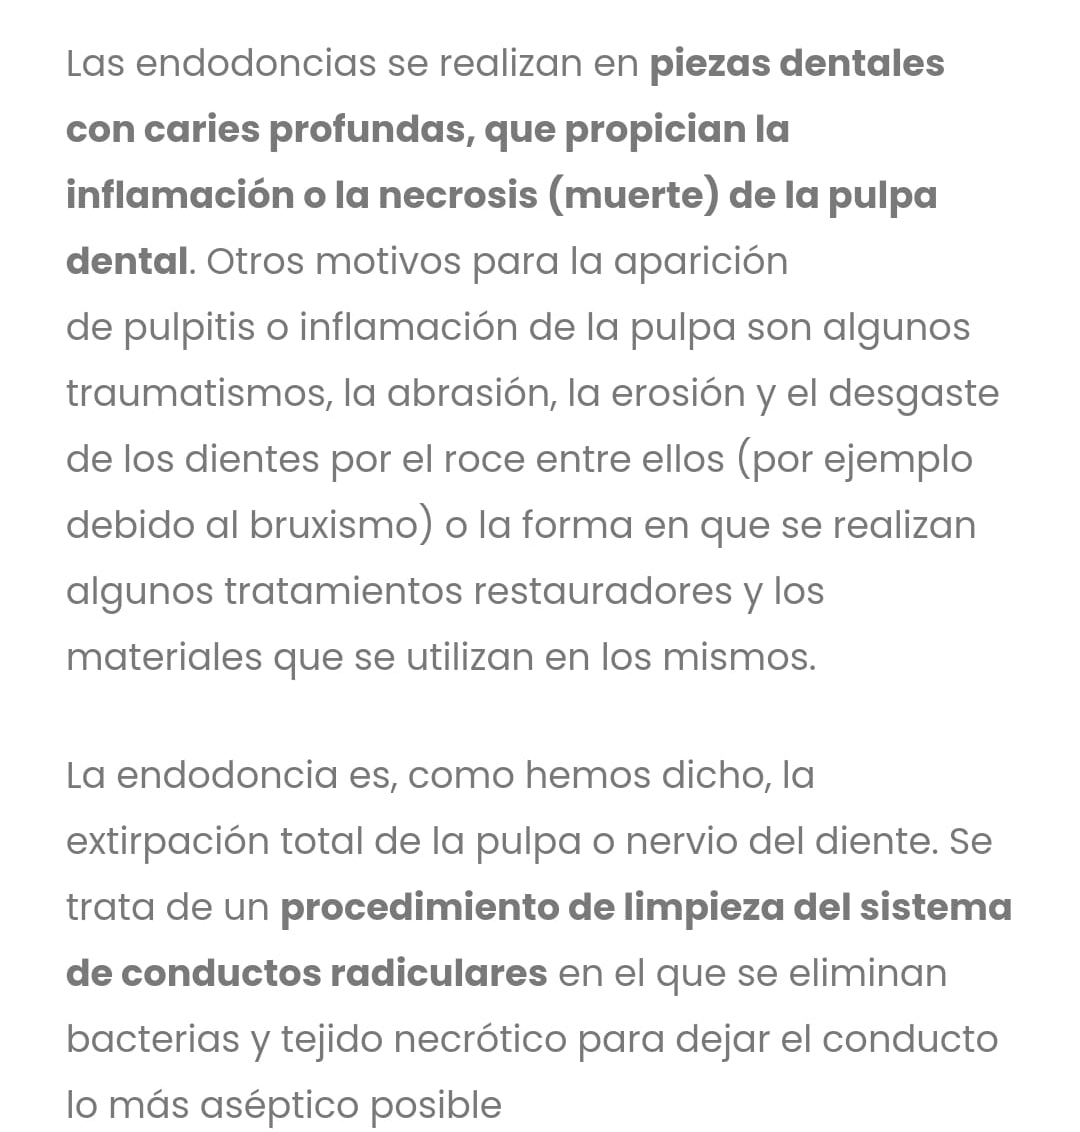 Las endodoncias se realizan en piezas dentales
con caries profundas, que propician la
inflamación o la necrosis (muerte) de la pulpa
dental. Otros motivos para la aparición
de pulpitis o inflamación de la pulpa son algunos
traumatismos, la abrasión, la erosión y el desgaste
de los dientes por el roce entre ellos (por ejemplo
debido al bruxismo) o la forma en que se realizan
algunos tratamientos restauradores y los
materiales que se utilizan en los mismos.
La endodoncia es, como hemos dicho, la
extirpación total de la pulpa o nervio del diente. Se
trata de un procedimiento de limpieza del sistema
de conductos radiculares en el que se eliminan
bacterias y tejido necrótico para dejar el conducto
lo más aséptico posible